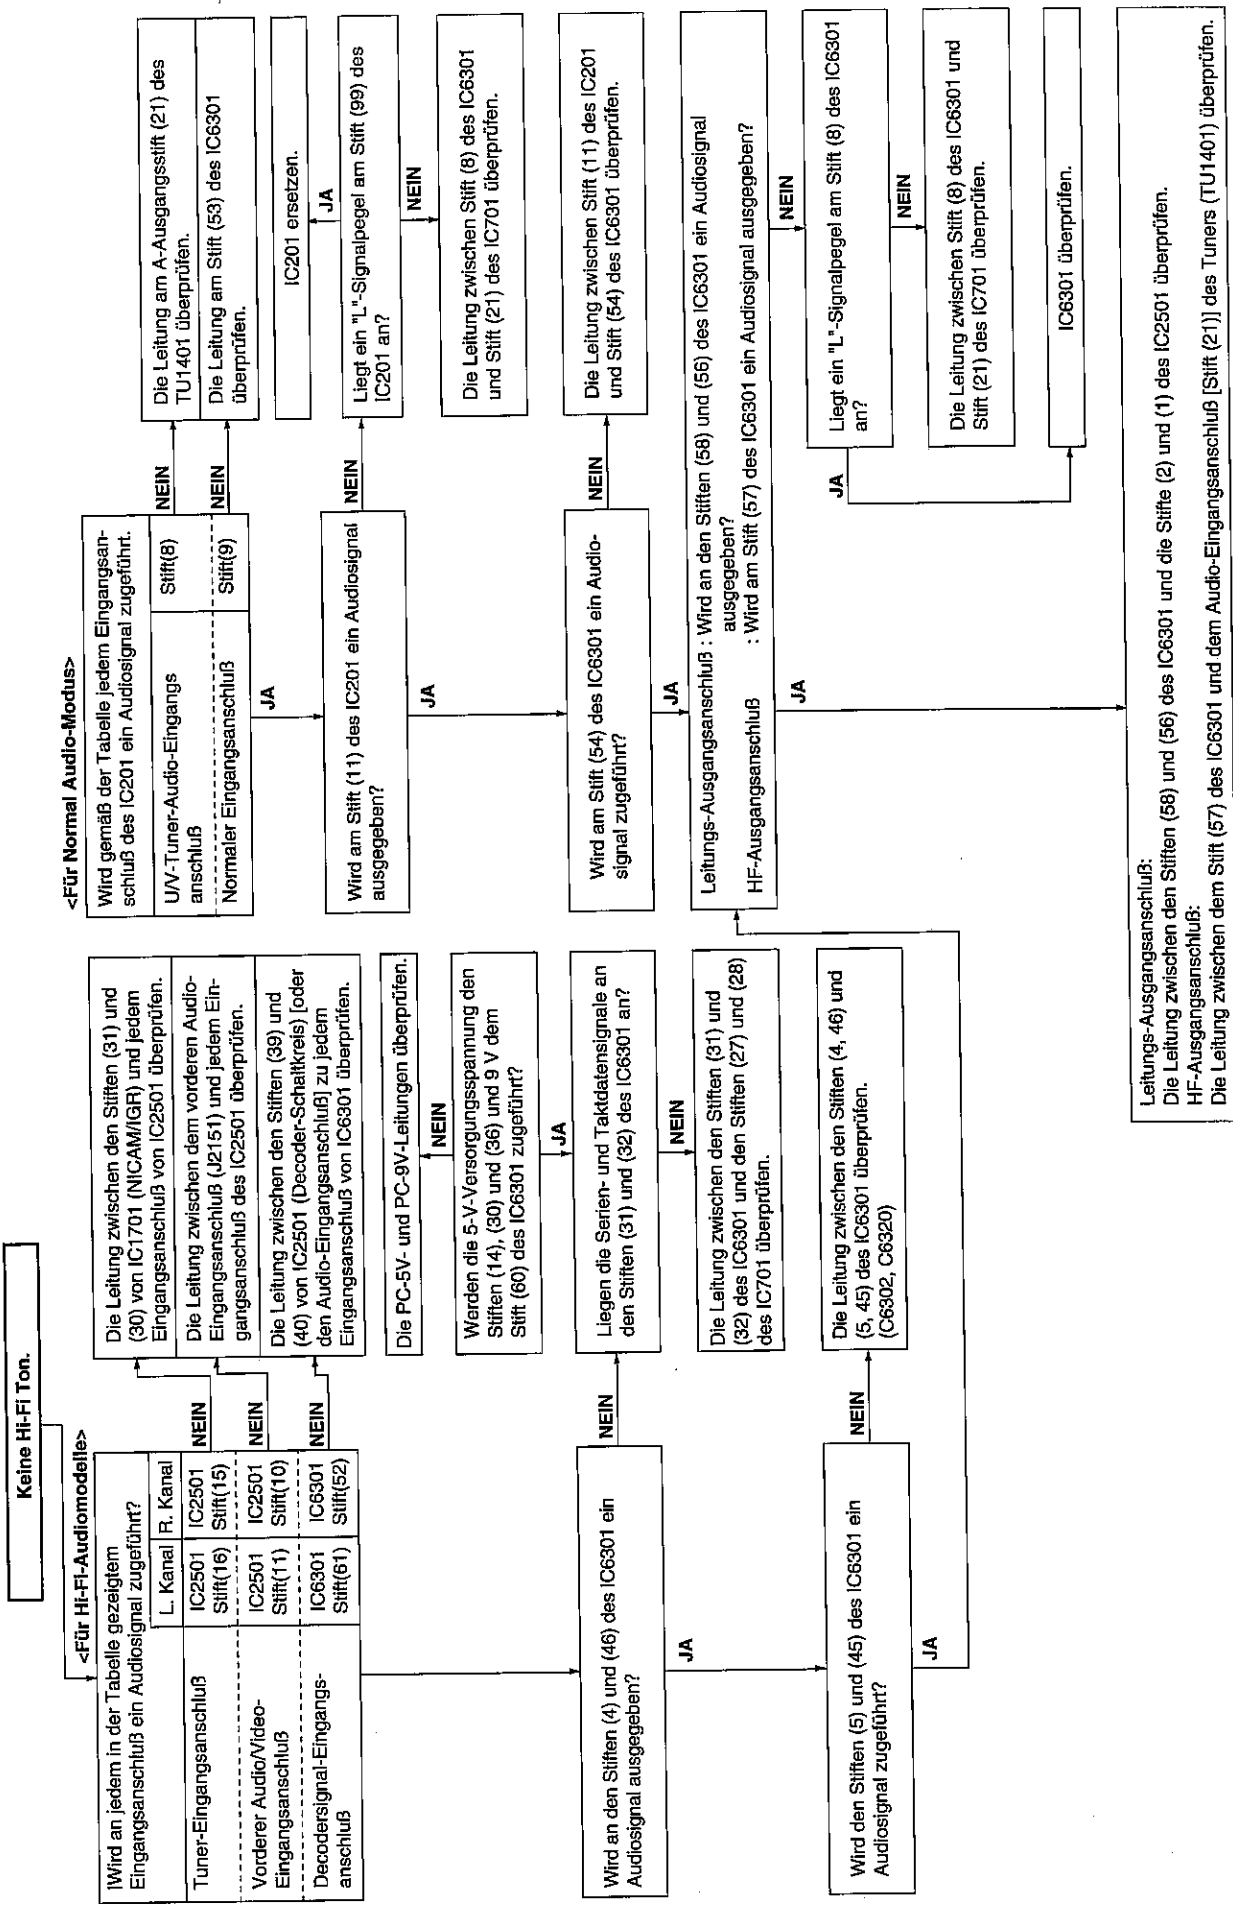 Keine Hi-Fi Ton.
<Für Hi-Fi-Audiomodelle>
IWird an jedem in der Tabelle gezeigtem
Eingangsanschluß ein Audiosignal zugeführt?
L. Kanal
R. Kanal
Tuner-Eingangsanschluß
IC2501
Stift(16)
IC2501
Stift(15)
Vorderer Audio/Video-
Eingangsanschluß
IC2501
Stift(11)
IC2501
Stift(10)
Decodersignal-Eingangs-
anschluß
IC6301
Stift(61)
IC6301
Stift(52)
NEIN
NEIN
NEIN
Die Leitung zwischen den Stiften (31) und
(30) von IC1701 (NICAM/IGR) und jedem
Eingangsanschluß von IC2501 überprüfen.
Die Leitung zwischen dem vorderen Audio-
Eingangsanschluß (J2151) und jedem Ein-
gangsanschluß des IC2501 überprüfen.
Die Leitung zwischen den Stiften (39) und
(40) von IC2501 (Decoder-Schaltkreis) [oder
den Audio-Eingangsanschluß] zu jedem
Eingangsanschluß von IC6301 überprüfen.
Die PC-5V- und PC-9V-Leitungen überprüfen.
NEIN
Werden die 5-V-Versorgungsspannung den
Stiften (14), (30) und (36) und 9 V dem
Stift (60) des IC6301 zugeführt?
JA
Wird an den Stiften (4) und (46) des IC6301 ein
Audiosignal ausgegeben?
NEIN
Liegen die Serien- und Taktdatensignale an
den Stiften (31) und (32) des IC6301 an?
NEIN
Die Leitung zwischen den Stiften (31) und
(32) des IC6301 und den Stiften (27) und (28)
des IC701 überprüfen.
JA
Wird den Stiften (5) und (45) des IC6301 ein
Audiosignal zugeführt?
NEIN
Die Leitung zwischen den Stiften (4, 46) und
(5, 45) des IC6301 überprüfen.
(C6302, C6320)
JA
<Für Normal Audio-Modus>
Wird gemäß der Tabelle jedem Eingangsan-
schluß des IC201 ein Audiosignal zugeführt.
U/V-Tuner-Audio-Eingangs
anschluß
Stift(8)
Normaler Eingangsanschluß
Stift(9)
NEIN
NEIN
Die Leitung am A-Ausgangsstift (21) des
TU1401 überprüfen.
Die Leitung am Stift (53) des IC6301
überprüfen.
JA
IC201 ersetzen.
JA
Wird am Stift (11) des IC201 ein Audiosignal
ausgegeben?
NEIN
Liegt ein "L"-Signalpegel am Stift (99) des
IC201 an?
NEIN
Die Leitung zwischen Stift (8) des IC6301
und Stift (21) des IC701 überprüfen.
JA
Wird am Stift (54) des IC6301 ein Audio-
signal zugeführt?
NEIN
Die Leitung zwischen Stift (11) des IC201
und Stift (54) des IC6301 überprüfen.
JA
Leitungs-Ausgangsanschluß : Wird an den Stiften (58) und (56) des IC6301 ein Audiosignal
ausgegeben?
HF-Ausgangsanschluß : Wird am Stift (57) des IC6301 ein Audiosignal ausgegeben?
JA
NEIN
Liegt ein "L"-Signalpegel am Stift (8) des IC6301
an?
JA
NEIN
Die Leitung zwischen Stift (8) des IC6301 und
Stift (21) des IC701 überprüfen.
IC6301 überprüfen.
Leitungs-Ausgangsanschluß:
Die Leitung zwischen den Stiften (58) und (56) des IC6301 und die Stifte (2) und (1) des IC2501 überprüfen.
HF-Ausgangsanschluß:
Die Leitung zwischen dem Stift (57) des IC6301 und dem Audio-Eingangsanschluß [Stift (21)] des Tuners (TU1401) überprüfen.